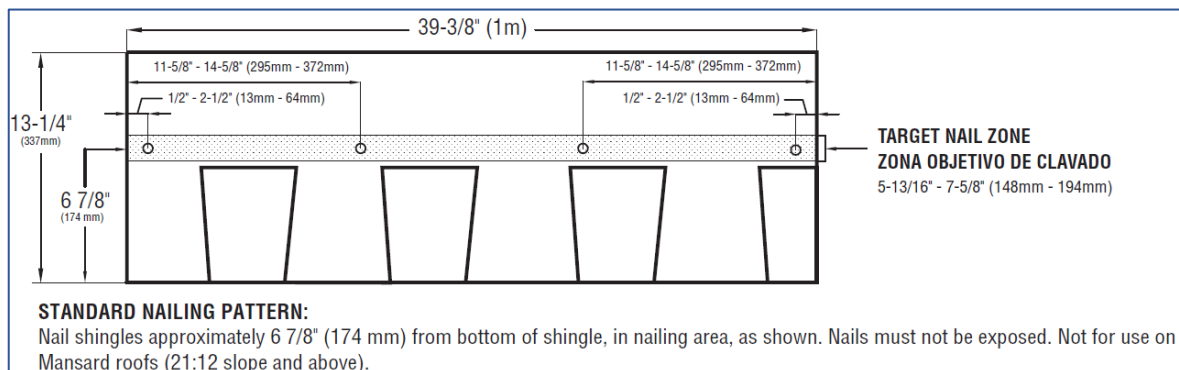 39-3/8" (1m)
11-5/8" - 14-5/8" (295mm - 372mm)
11-5/8" - 14-5/8" (295mm - 372mm)
1/2" - 2-1/2" (13mm - 64mm)
1/2" - 2-1/2" (13mm - 64mm)
13-1/4"
(337mm)
6 7/8"
(174 mm)
TARGET NAIL ZONE
ZONA OBJETIVO DE CLAVADO
5-13/16" - 7-5/8" (148mm - 194mm)
STANDARD NAILING PATTERN:
Nail shingles approximately 6 7/8" (174 mm) from bottom of shingle, in nailing area, as shown. Nails must not be exposed. Not for use on
Mansard roofs (21:12 slope and above).